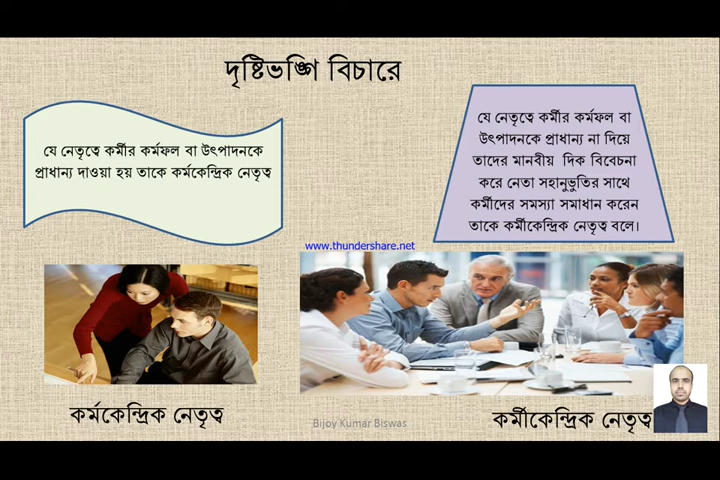 দৃষ্টিভঙ্গি বিচারে
যে নেতৃত্বে কর্মীর কর্মফল বা উৎপাদনকে
প্রাধান্য দাওয়া হয় তাকে কর্মকেন্দ্রিক নেতৃত্ব
যে নেতৃত্বে কর্মীর কর্মফল বা
উৎপাদনকে প্রাধান্য না দিয়ে
তাদের মানবীয় দিক বিবেচনা
করে নেতা সহানুভুতির সাথে
কর্মীদের সমস্যা সমাধান করেন
তাকে কর্মীকেন্দ্রিক নেতৃত্ব বলে।
www.thundershare.net
কর্মকেন্দ্রিক নেতৃত্ব
কর্মীকেন্দ্রিক নেতৃত্ব
Bijoy Kumar Biswas